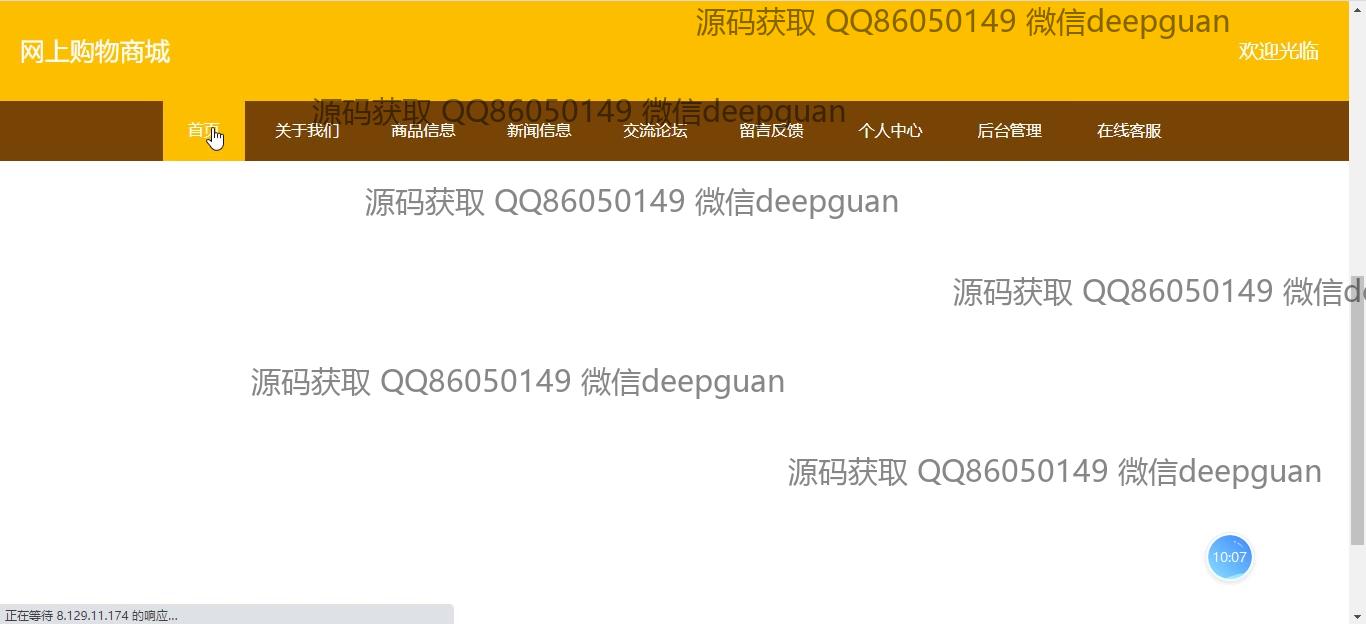 源码获取 QQ86050149 微信deepguan
网上购物商城
欢迎光临
源码获取 QQ86050149 微信deepguan
首页 关于我们 商品信息 新闻信息 交流论坛 留言反馈 个人中心 后台管理 在线客服
源码获取 QQ86050149 微信deepguan
源码获取 QQ86050149 微信de
源码获取 QQ86050149 微信deepguan
源码获取 QQ86050149 微信deepguan
10:07
正在等待 8.129.11.174 的响应...